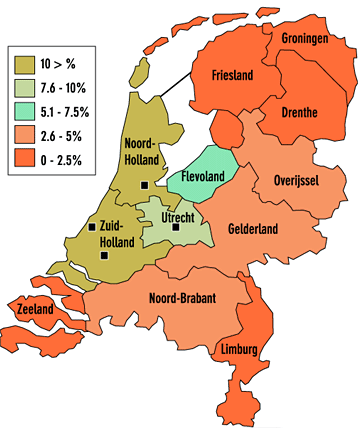 10 > %
7.6 - 10%
5.1 - 7.5%
2.6 - 5%
0 - 2.5%
Groningen
Friesland
Drenthe
Noord-
Holland
Flevoland
Overijssel
Utrecht
Zuid-
Holland
Gelderland
Noord-Brabant
Zeeland
Limburg